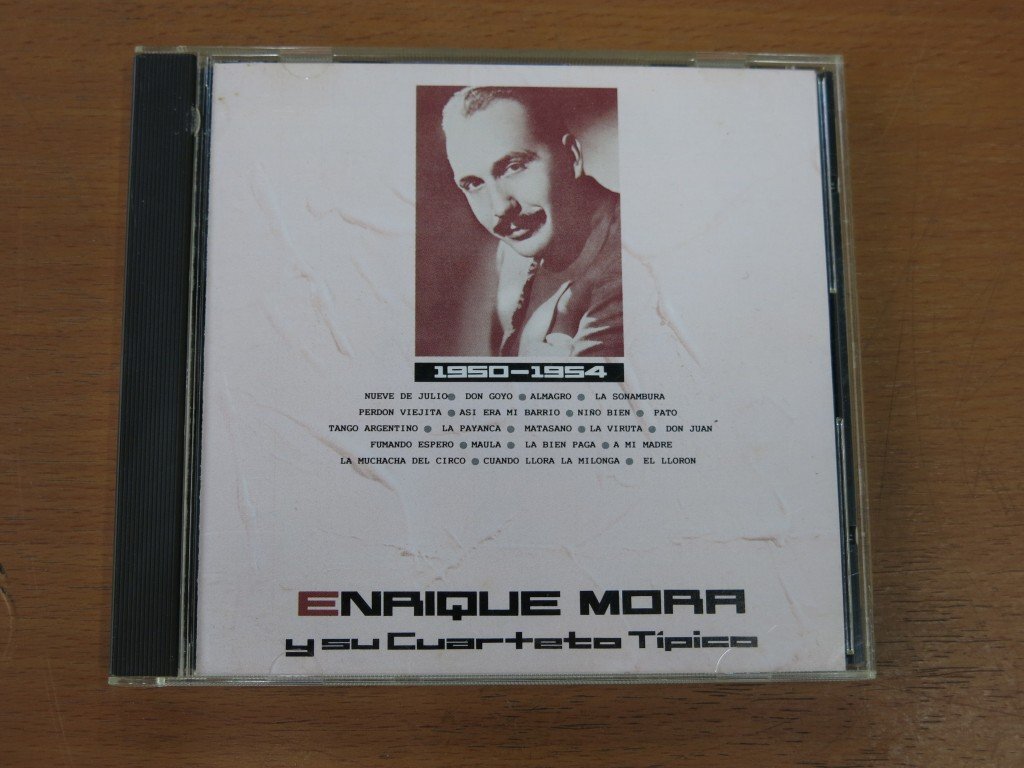 1950-1954
NUEVE DE JULIO ● DON GOYO ● ALMAGRO ● LA SONAMBURA
PERDON VIEJITA ● ASI ERA MI BARRIO ● NIRO BIEN ● PATO
TANGO ARGENTINO ● LA PAYANCA ● MATASANO ● LA VIRUTA ● DON JUAN
FUMANDO ESPERO ● MAULA ● LA BIEN PAGA ● A MI MADRE
LA MUCHACHA DEL CIRCO ● CUANDO LLORA LA MILONGA ● EL LLORON
ENRIQUE MORA
y su Cuarteto Típico